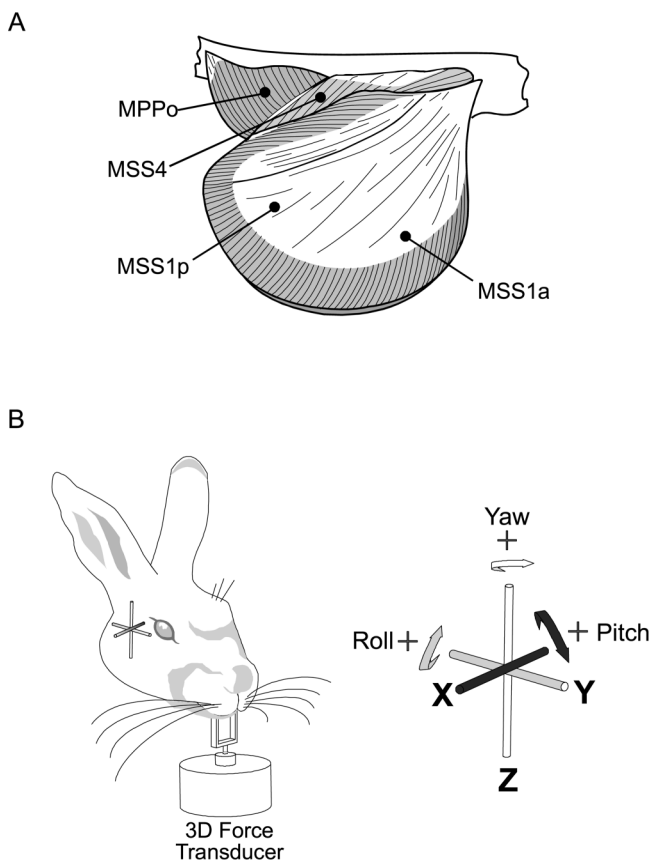 A
MPPo
MSS4
MSS1p
MSS1a
B
Yaw
+
Roll +
+ Pitch
X
Y
Z
3D Force
Transducer